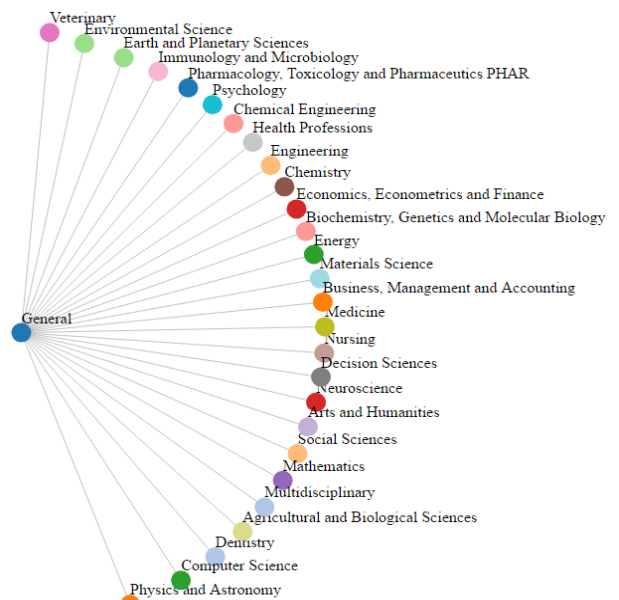 Veterinary
Environmental Science
Earth and Planetary Sciences
Immunology and Microbiology
Pharmacology, Toxicology and Pharmaceutics PHAR
Psychology
Chemical Engineering
Health Professions
Engineering
Chemistry
Economics, Econometrics and Finance
Biochemistry, Genetics and Molecular Biology
Energy
Materials Science
Business, Management and Accounting
Medicine
General
Nursing
Decision Sciences
Neuroscience
Arts and Humanities
Social Sciences
Mathematics
Multidisciplinary
Agricultural and Biological Sciences
Dentistry
Computer Science
Physics and Astronomy